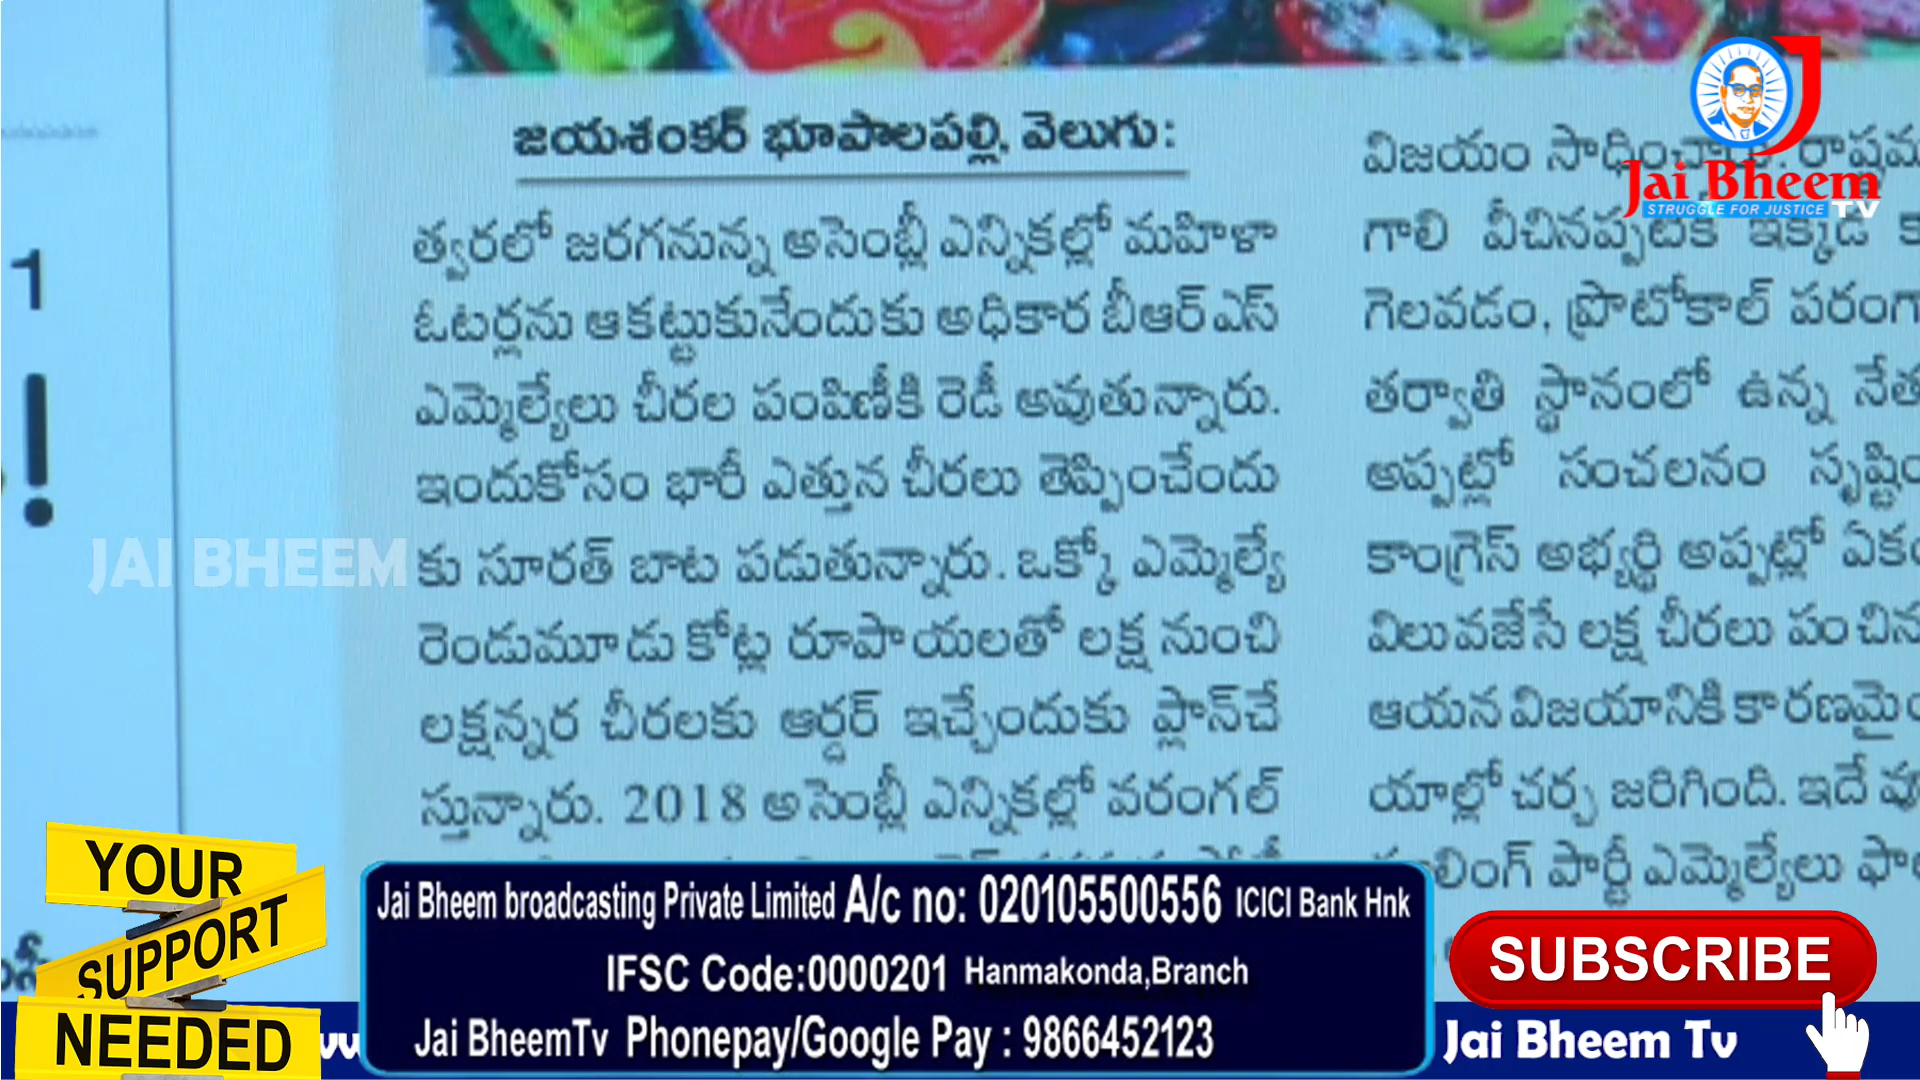 జయశంకర్ భూపాలపల్లి, వెలుగు:
త్వరలో జరగనున్న అసెంబ్లీ ఎన్నికల్లో మహిళా
ఓటర్లను ఆకట్టుకునేందుకు అధికార బీఆర్ఎస్
ఎమ్మెల్యేలు చీరల పంపిణీకి రెడీ అవుతున్నారు.
ఇందుకోసం భారీ ఎత్తున చీరలు తెప్పించేందు
కు సూరత్ బాట పడుతున్నారు. ఒక్కో ఎమ్మెల్యే
రెండుమూడు కోట్ల రూపాయలతో లక్ష నుంచి
లక్షన్నర చీరలకు ఆర్డర్ ఇచ్చేందుకు ప్లాన్‌చే
స్తున్నారు. 2018 అసెంబ్లీ ఎన్నికల్లో వరంగల్
విజయం సాధించారు.
గాలి వీచినప్పటికీ ఇక్కడ
గెలవడం, ప్రొటోకాల్ పరంగా
తర్వాతి స్థానంలో ఉన్న
అప్పట్లో సంచలనం
కాంగ్రెస్ అభ్యర్థి అప్పట్లో
విలువజేసే లక్ష చీరలు పంచిన
ఆయన విజయానికి
యాల్లో చర్చ జరిగింది. ఇదే
పార్టీ ఎమ్మెల్యేలు
1
!
Jai Bheem
STRUGGLE FOR JUSTICE TV
JAI BHEEM
YOUR
SUPPORT
NEEDED
Jai Bheem broadcasting Private Limited A/c no: 020105500556 ICICI Bank Hnk
IFSC Code:0000201 Hanmakonda,Branch
Jai BheemTv Phonepay/Google Pay : 9866452123
SUBSCRIBE
Jai Bheem Tv